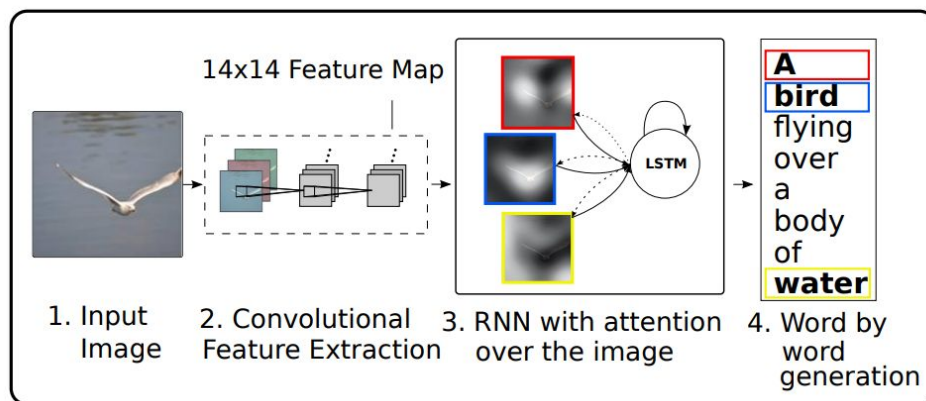 14x14 Feature Map
LSTM
A
bird
flying
over
a
body
of
water
1. Input
Image
2. Convolutional
Feature Extraction
3. RNN with attention
over the image
4. Word by
word
generation